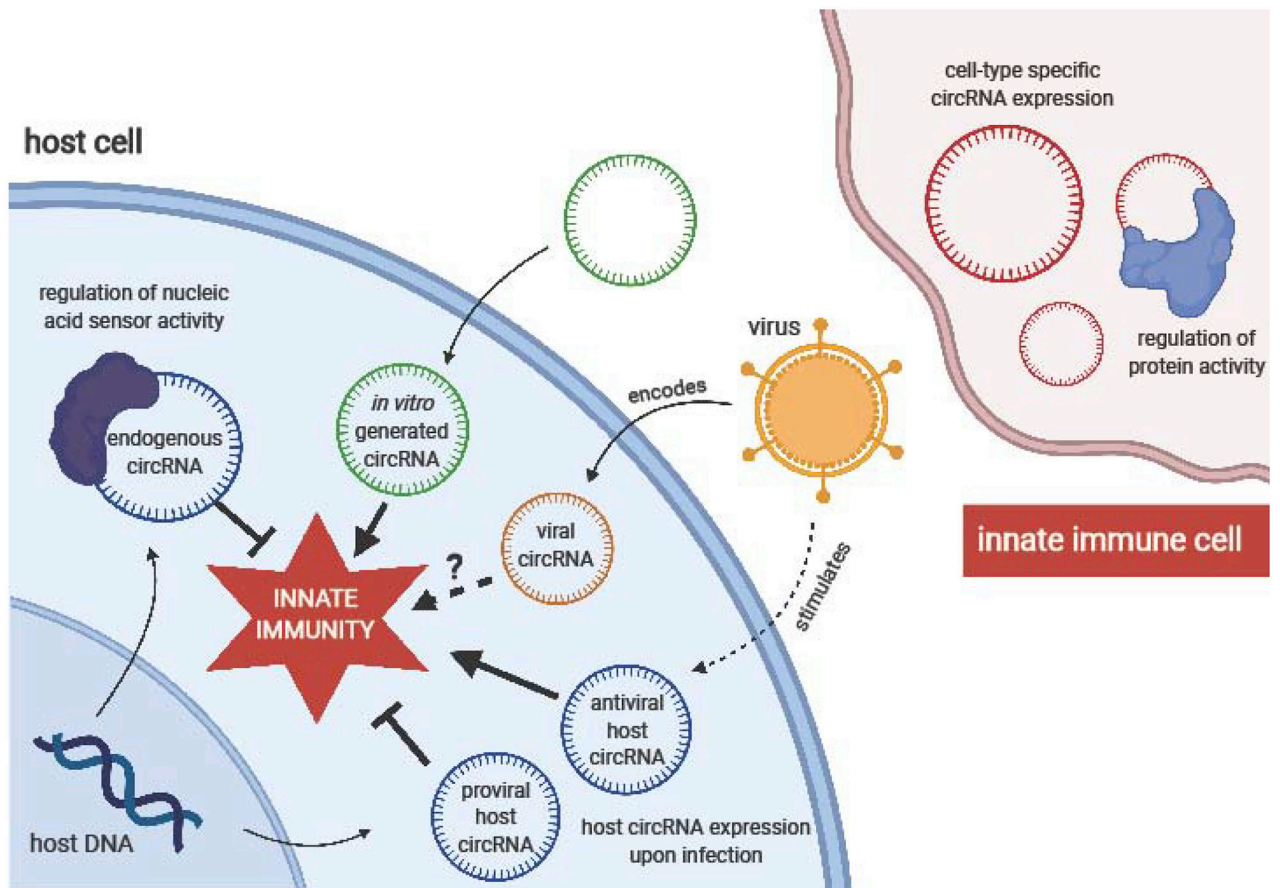 cell-type specific
circRNA expression
host cell
regulation of nucleic
acid sensor activity
virus
regulation of
protein activity
encodes
in vitro
generated
circRNA
endogenous
circRNA
viral
circRNA
innate immune cell
?
stimulates
INNATE
IMMUNITY
antiviral
host
circRNA
proviral
host
circRNA
host circRNA expression
upon infection
host DNA